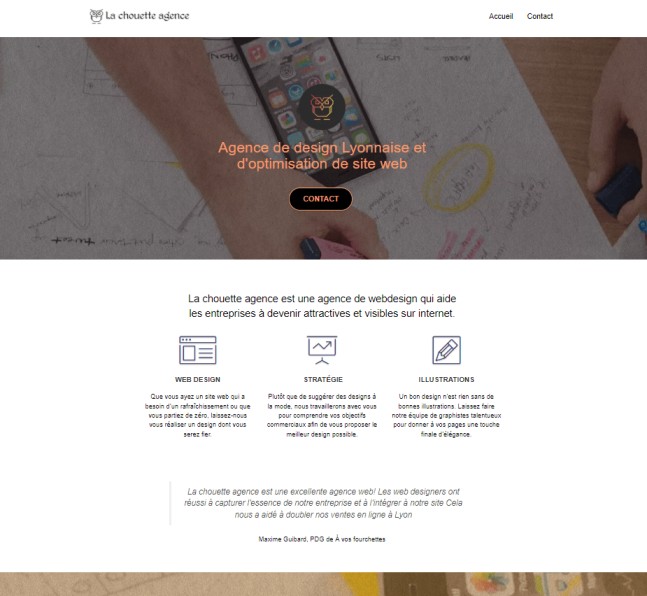 La chouette agence
Accueil Contact
Agence de design Lyonnaise et
d'optimisation de site web
CONTACT
La chouette agence est une agence de webdesign qui aide
les entreprises à devenir attractives et visibles sur internet.
WEB DESIGN
Que vous ayez un site web qui a
besoin d'un rafraîchissement ou que
vous partiez de zéro, laissez-nous
vous réaliser un design dont vous
serez fier.
STRATÉGIE
Plutôt que de suggérer des designs à
la mode, nous travaillerons avec vous
pour comprendre vos objectifs
commerciaux afin de vous proposer le
meilleur design possible.
ILLUSTRATIONS
Un bon design n'est rien sans de
bonnes illustrations. Laissez faire
notre équipe de graphistes talentueux
pour donner à vos pages une touche
finale d'élégance.
La chouette agence est une excellente agence web! Les web designers ont
réussi à capturer l'essence de notre entreprise et à l'intégrer à notre site Cela
nous a aidé à doubler nos ventes en ligne à Lyon
Maxime Guibard, PDG de À vos fourchettes